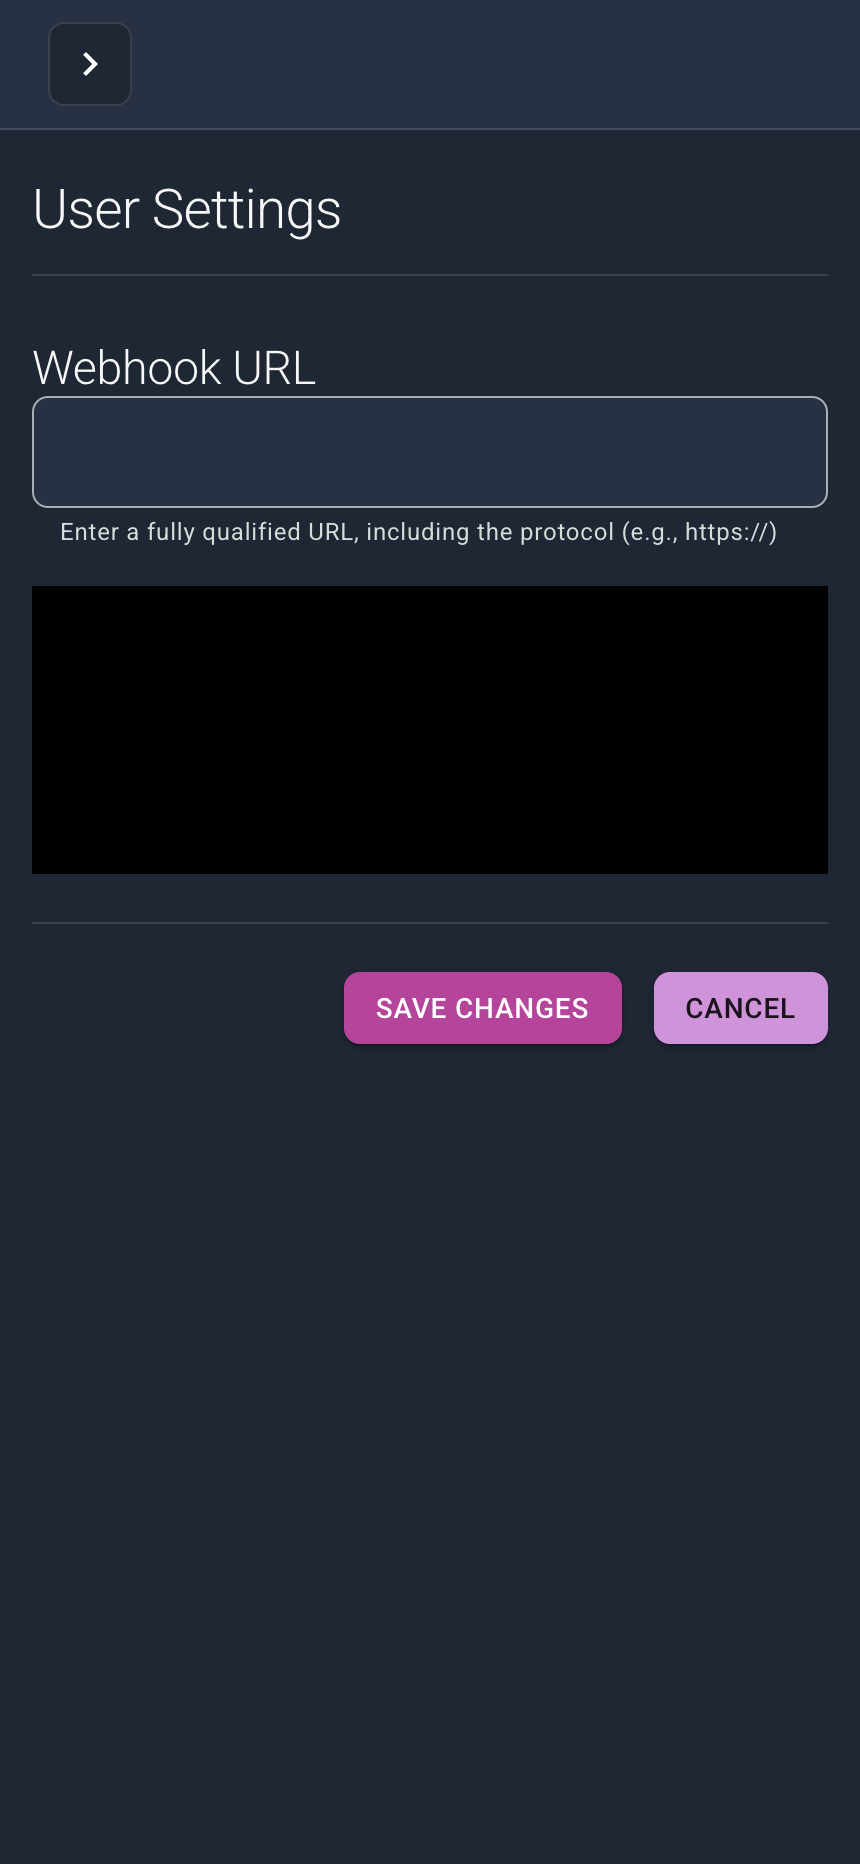 User Settings
Webhook URL
Enter a fully qualified URL, including the protocol (e.g., https://)
SAVE CHANGES
CANCEL